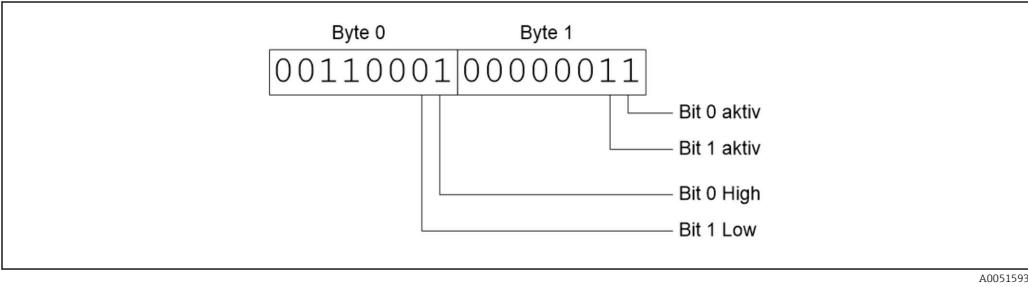 Byte 0 Byte 1
00110001 00000011
Bit 0 aktiv
Bit 1 aktiv
Bit 0 High
Bit 1 Low
A0051593